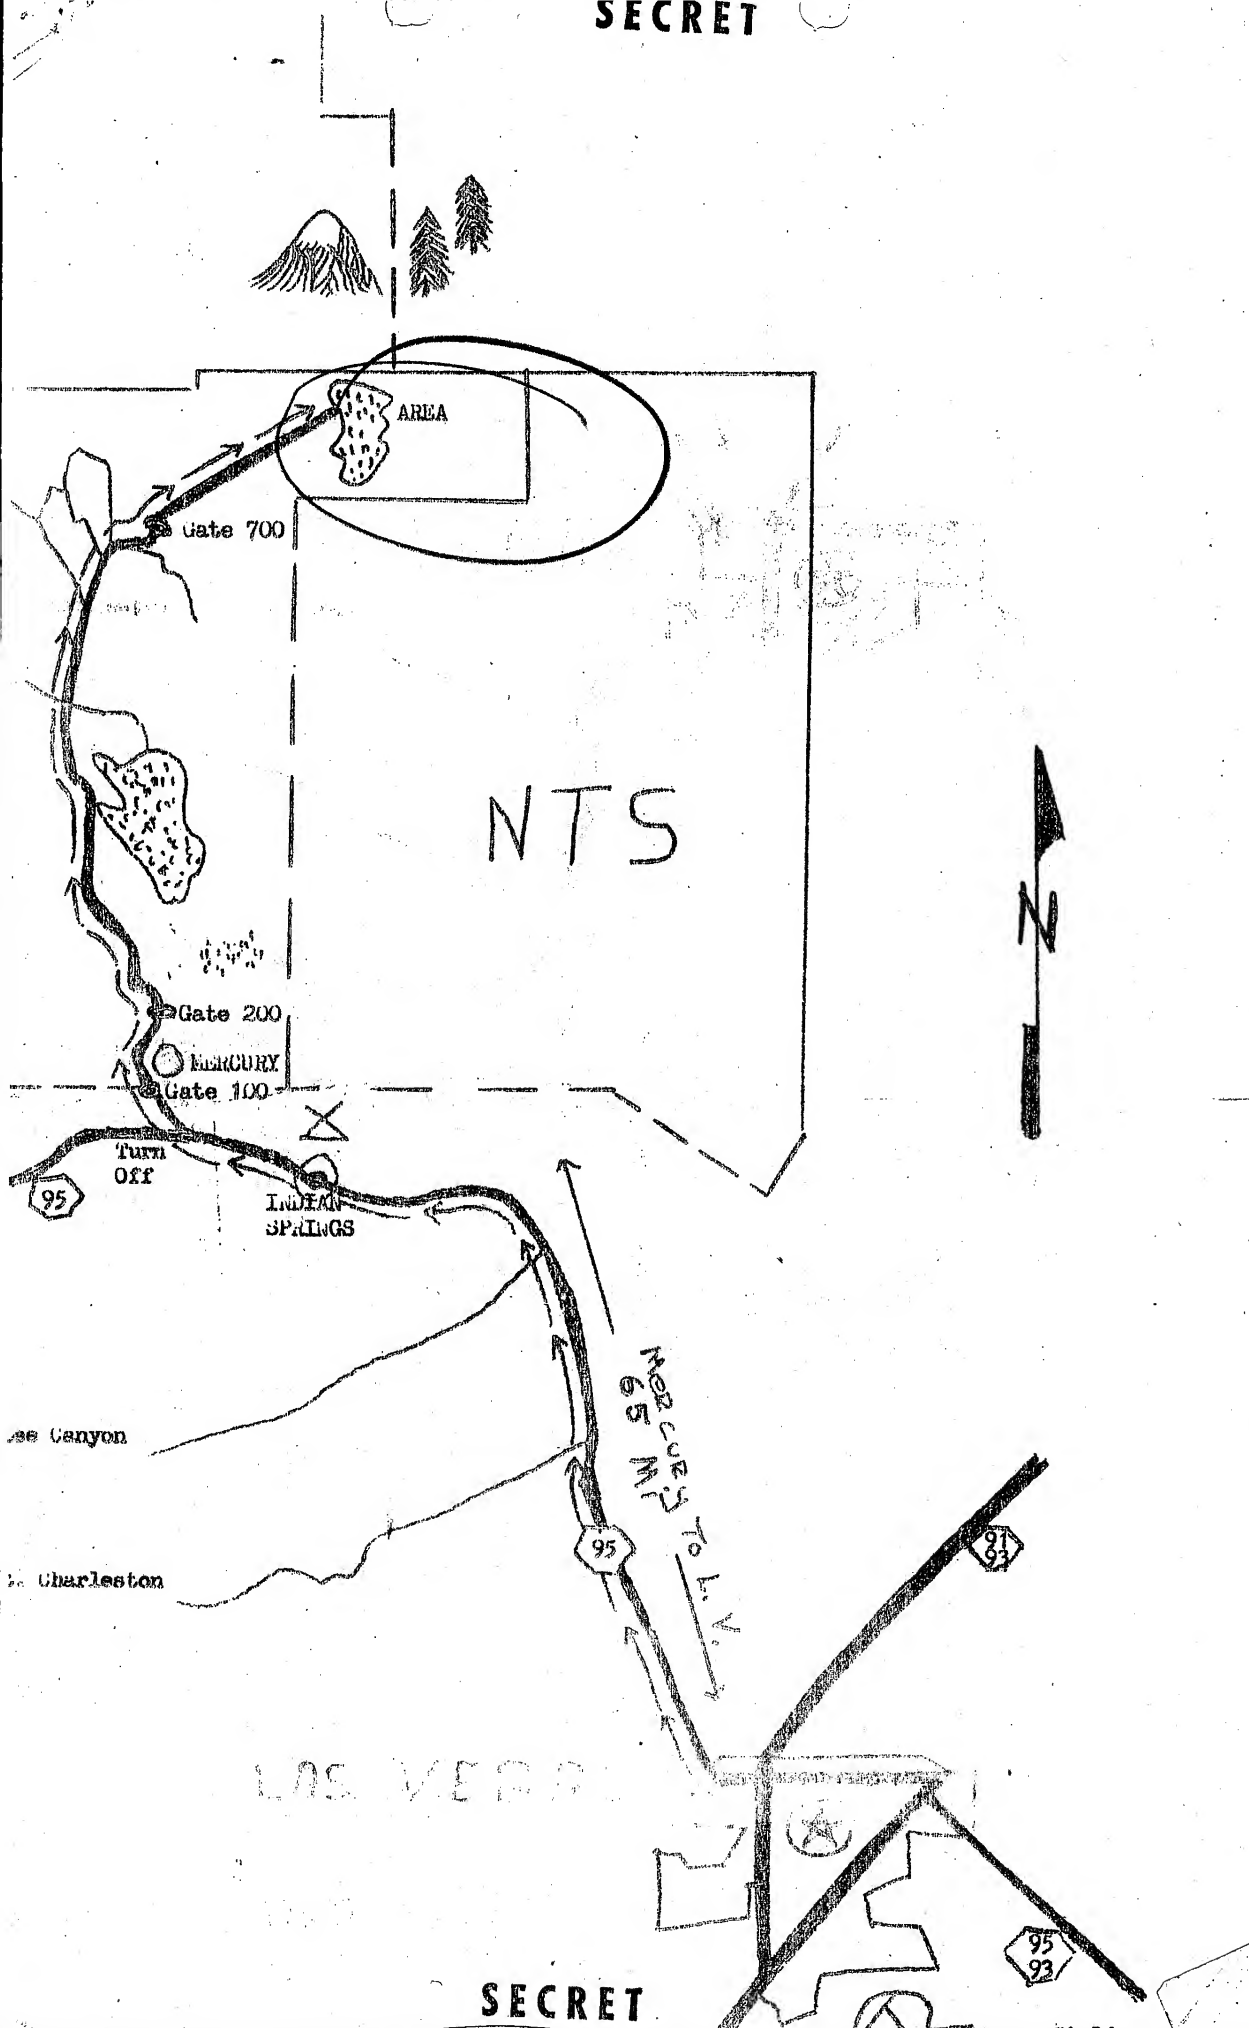 SECRET
AREA
Gate 700
NTS
N
Gate 200
MERCURY
Gate 100
Turn
Off
95
INDIAN
SPRINGS
MERCURY TO L.V.
65 MI
Canyon
95
91
93
Charleston
LAS
95
93
SECRET